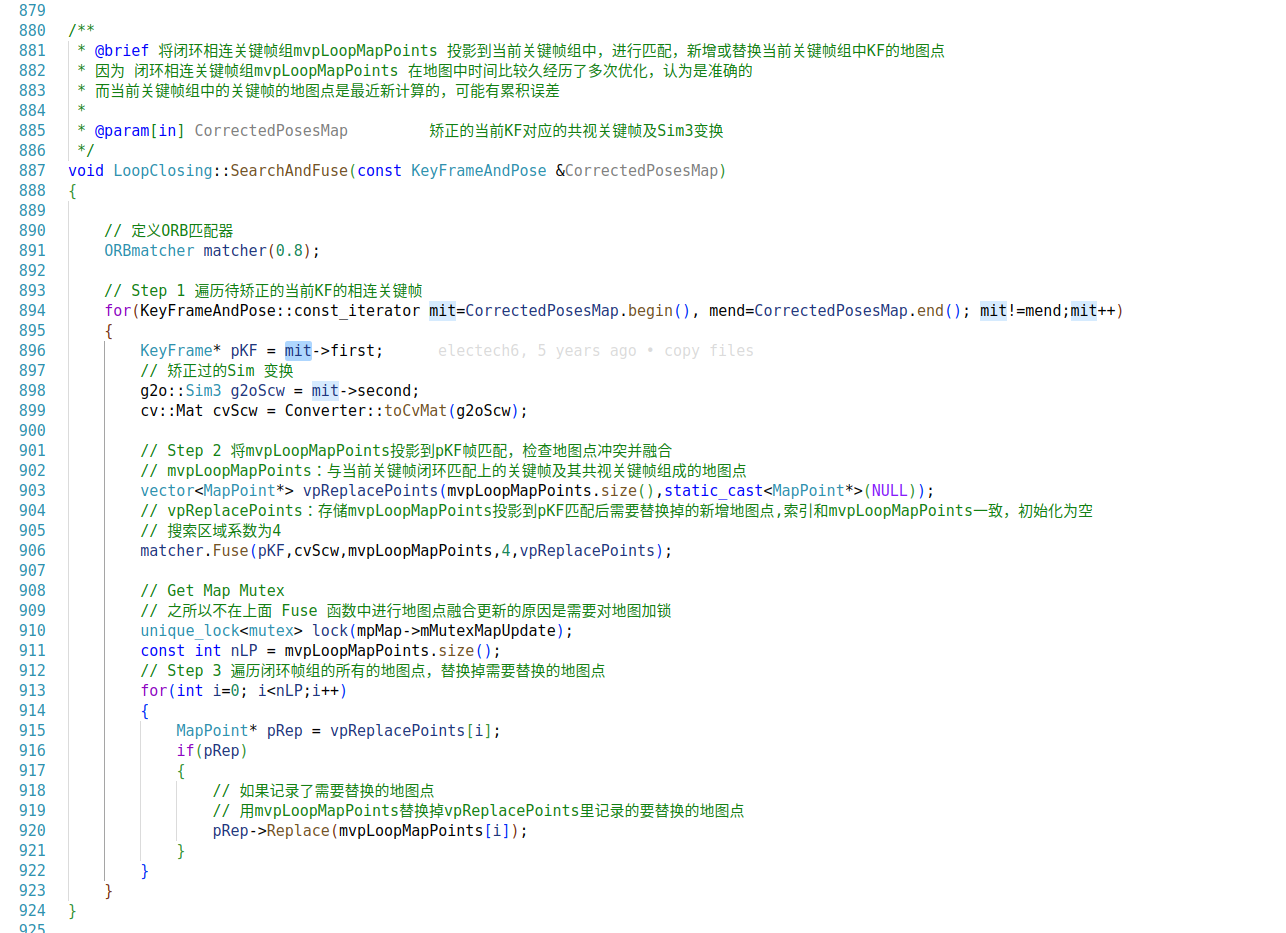 879
880 /**
881  * @brief 将闭环相连关键帧组mvpLoopMapPoints 投影到当前关键帧组中，进行匹配，新增或替换当前关键帧组中KF的地图点
882  * 因为 闭环相连关键帧组mvpLoopMapPoints 在地图中时间比较久经历了多次优化，认为是准确的
883  * 而当前关键帧组中的关键帧的地图点是最近新计算的，可能有累积误差
884  *
885  * @param[in] CorrectedPosesMap         矫正的当前KF对应的共视关键帧及Sim3变换
886  */
887 void LoopClosing::SearchAndFuse(const KeyFrameAndPose &CorrectedPosesMap)
888 {
889
890     // 定义ORB匹配器
891     ORBmatcher matcher(0.8);
892
893     // Step 1 遍历待矫正的当前KF的相连关键帧
894     for(KeyFrameAndPose::const_iterator mit=CorrectedPosesMap.begin(), mend=CorrectedPosesMap.end(); mit!=mend;mit++)
895     {
896         KeyFrame* pKF = mit->first;      electech6, 5 years ago • copy files
897         // 矫正过的Sim 变换
898         g2o::Sim3 g2oScw = mit->second;
899         cv::Mat cvScw = Converter::toCvMat(g2oScw);
900
901         // Step 2 将mvpLoopMapPoints投影到pKF帧匹配，检查地图点冲突并融合
902         // mvpLoopMapPoints：与当前关键帧闭环匹配上的关键帧及其共视关键帧组成的地图点
903         vector<MapPoint*> vpReplacePoints(mvpLoopMapPoints.size(),static_cast<MapPoint*>(NULL));
904         // vpReplacePoints：存储mvpLoopMapPoints投影到pKF匹配后需要替换掉的新增地图点,索引和mvpLoopMapPoints一致，初始化为空
905         // 搜索区域系数为4
906         matcher.Fuse(pKF,cvScw,mvpLoopMapPoints,4,vpReplacePoints);
907
908         // Get Map Mutex
909         // 之所以不在上面 Fuse 函数中进行地图点融合更新的原因是需要对地图加锁
910         unique_lock<mutex> lock(mpMap->mMutexMapUpdate);
911         const int nLP = mvpLoopMapPoints.size();
912         // Step 3 遍历闭环帧组的所有的地图点，替换掉需要替换的地图点
913         for(int i=0; i<nLP;i++)
914         {
915             MapPoint* pRep = vpReplacePoints[i];
916             if(pRep)
917             {
918                 // 如果记录了需要替换的地图点
919                 // 用mvpLoopMapPoints替换掉vpReplacePoints里记录的要替换的地图点
920                 pRep->Replace(mvpLoopMapPoints[i]);
921             }
922         }
923     }
924 }
925